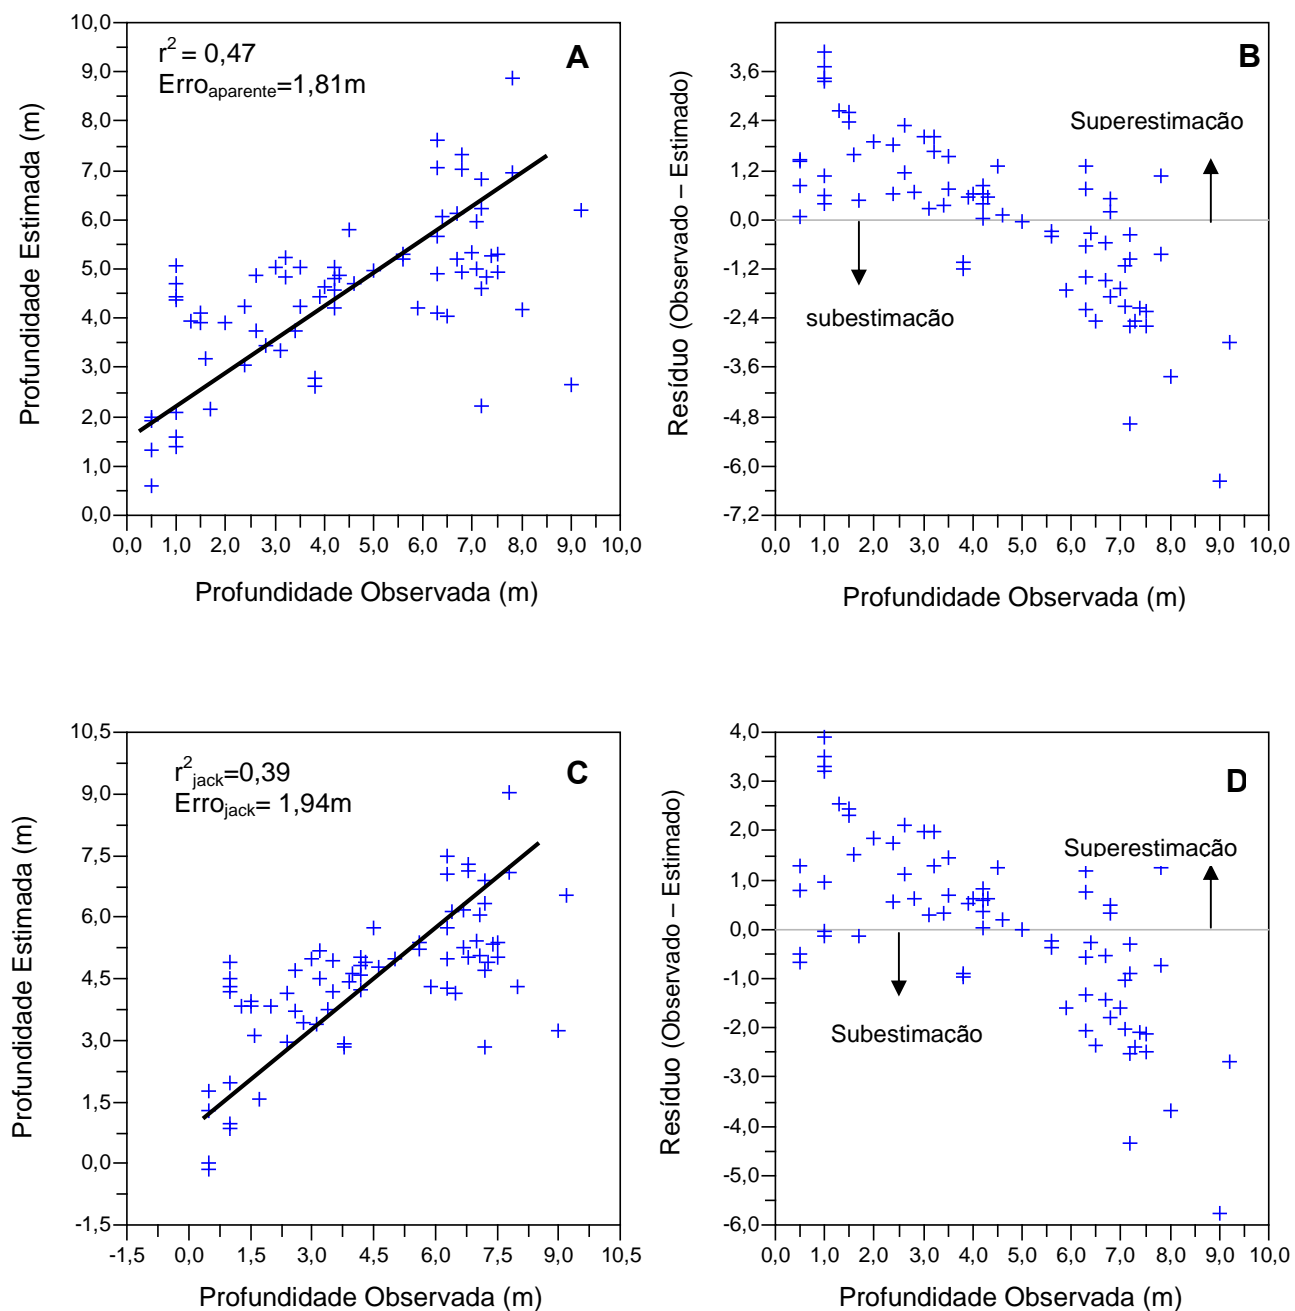 A
r2 = 0,47
Erroaparente=1,81m
Profundidade Estimada (m)
10,0
9,0
8,0
7,0
6,0
5,0
4,0
3,0
2,0
1,0
0,0
0,0 1,0 2,0 3,0 4,0 5,0 6,0 7,0 8,0 9,0 10,0
Profundidade Observada (m)
B
Superestimação
subestimação
Resíduo (Observado – Estimado)
3,6
2,4
1,2
0,0
-1,2
-2,4
-3,6
-4,8
-6,0
-7,2
0,0 1,0 2,0 3,0 4,0 5,0 6,0 7,0 8,0 9,0 10,0
Profundidade Observada (m)
C
r2jack=0,39
Errojack= 1,94m
Profundidade Estimada (m)
10,5
9,0
7,5
6,0
4,5
3,0
1,5
0,0
-1,5
-1,5 0,0 1,5 3,0 4,5 6,0 7,5 9,0 10,5
Profundidade Observada (m)
D
Superestimação
Subestimação
Resíduo (Observado – Estimado)
4,0
3,0
2,0
1,0
0,0
-1,0
-2,0
-3,0
-4,0
-5,0
-6,0
0,0 1,0 2,0 3,0 4,0 5,0 6,0 7,0 8,0 9,0 10,0
Profundidade Observada (m)